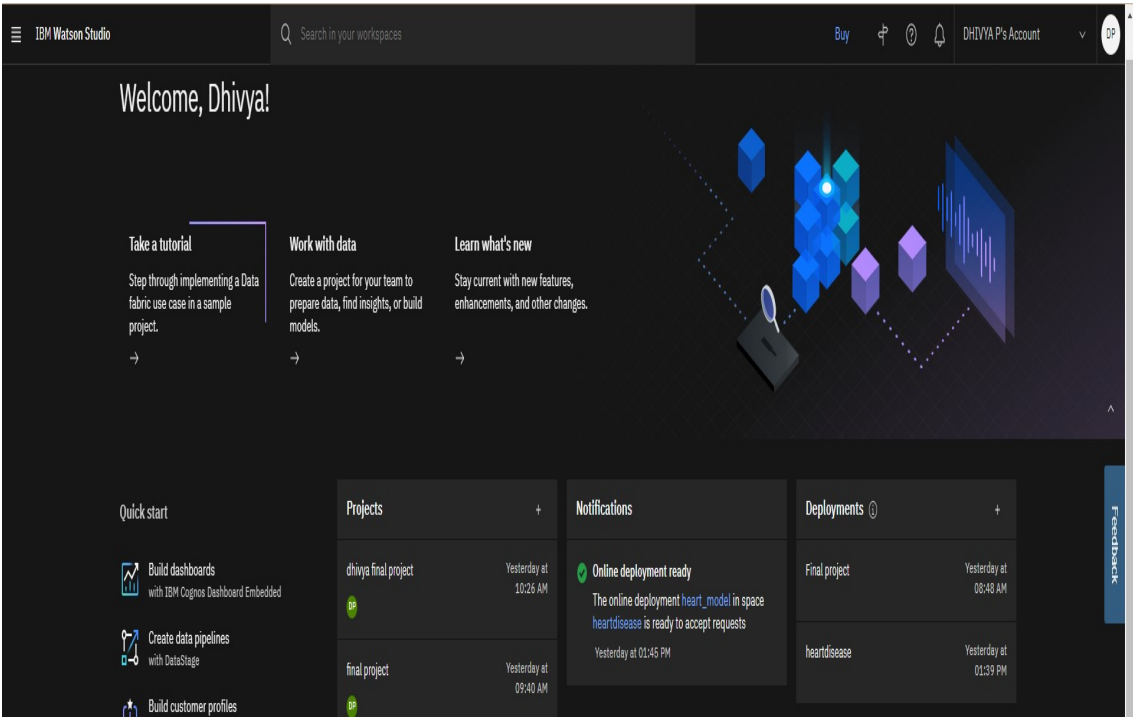 IBM Watson Studio
Search in your workspaces
Buy
DHIVYA P's Account
DP
Welcome, Dhivya!
Take a tutorial
Step through implementing a Data
fabric use case in a sample
project.
Work with data
Create a project for your team to
prepare data, find insights, or build
models.
Learn what's new
Stay current with new features,
enhancements, and other changes.
Feedback
Quick start
Build dashboards
with IBM Cognos Dashboard Embedded
Create data pipelines
with DataStage
Build customer profiles
Projects
dhivya final project
Yesterday at
10:26 AM
DP
final project
Yesterday at
09:40 AM
DP
Notifications
Online deployment ready
The online deployment heart_model in space
heartdisease is ready to accept requests
Yesterday at 01:45 PM
Deployments
Final project
Yesterday at
08:48 AM
heartdisease
Yesterday at
01:39 PM